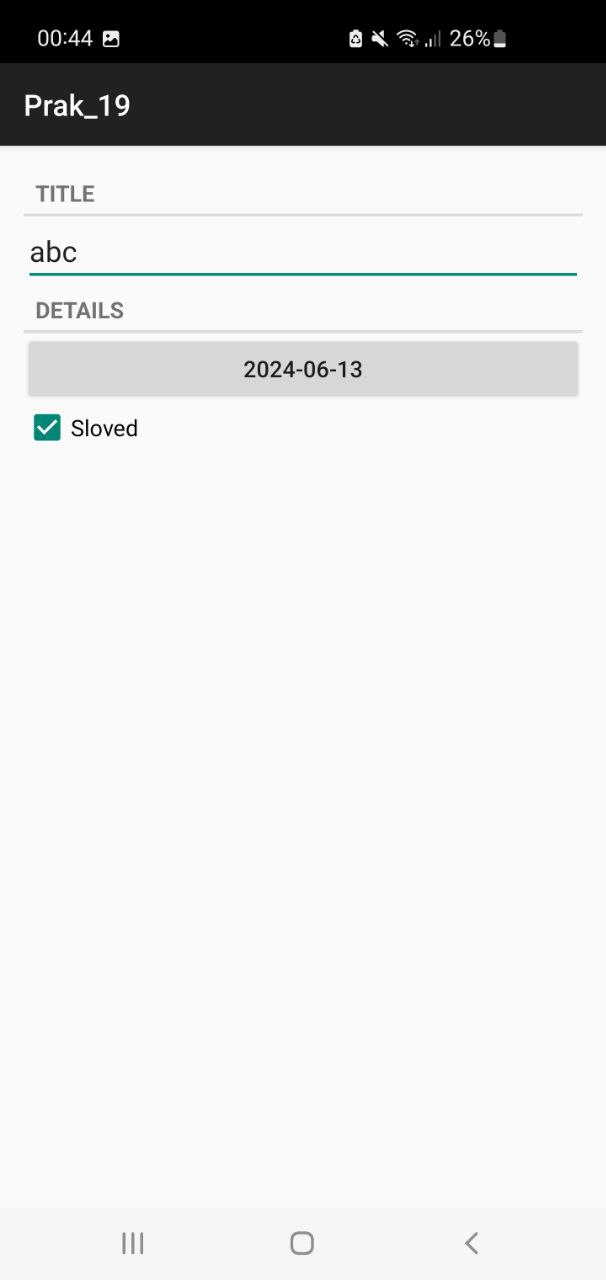 00:44 26%
Prak_19
TITLE
abc
DETAILS
2024-06-13
Sloved